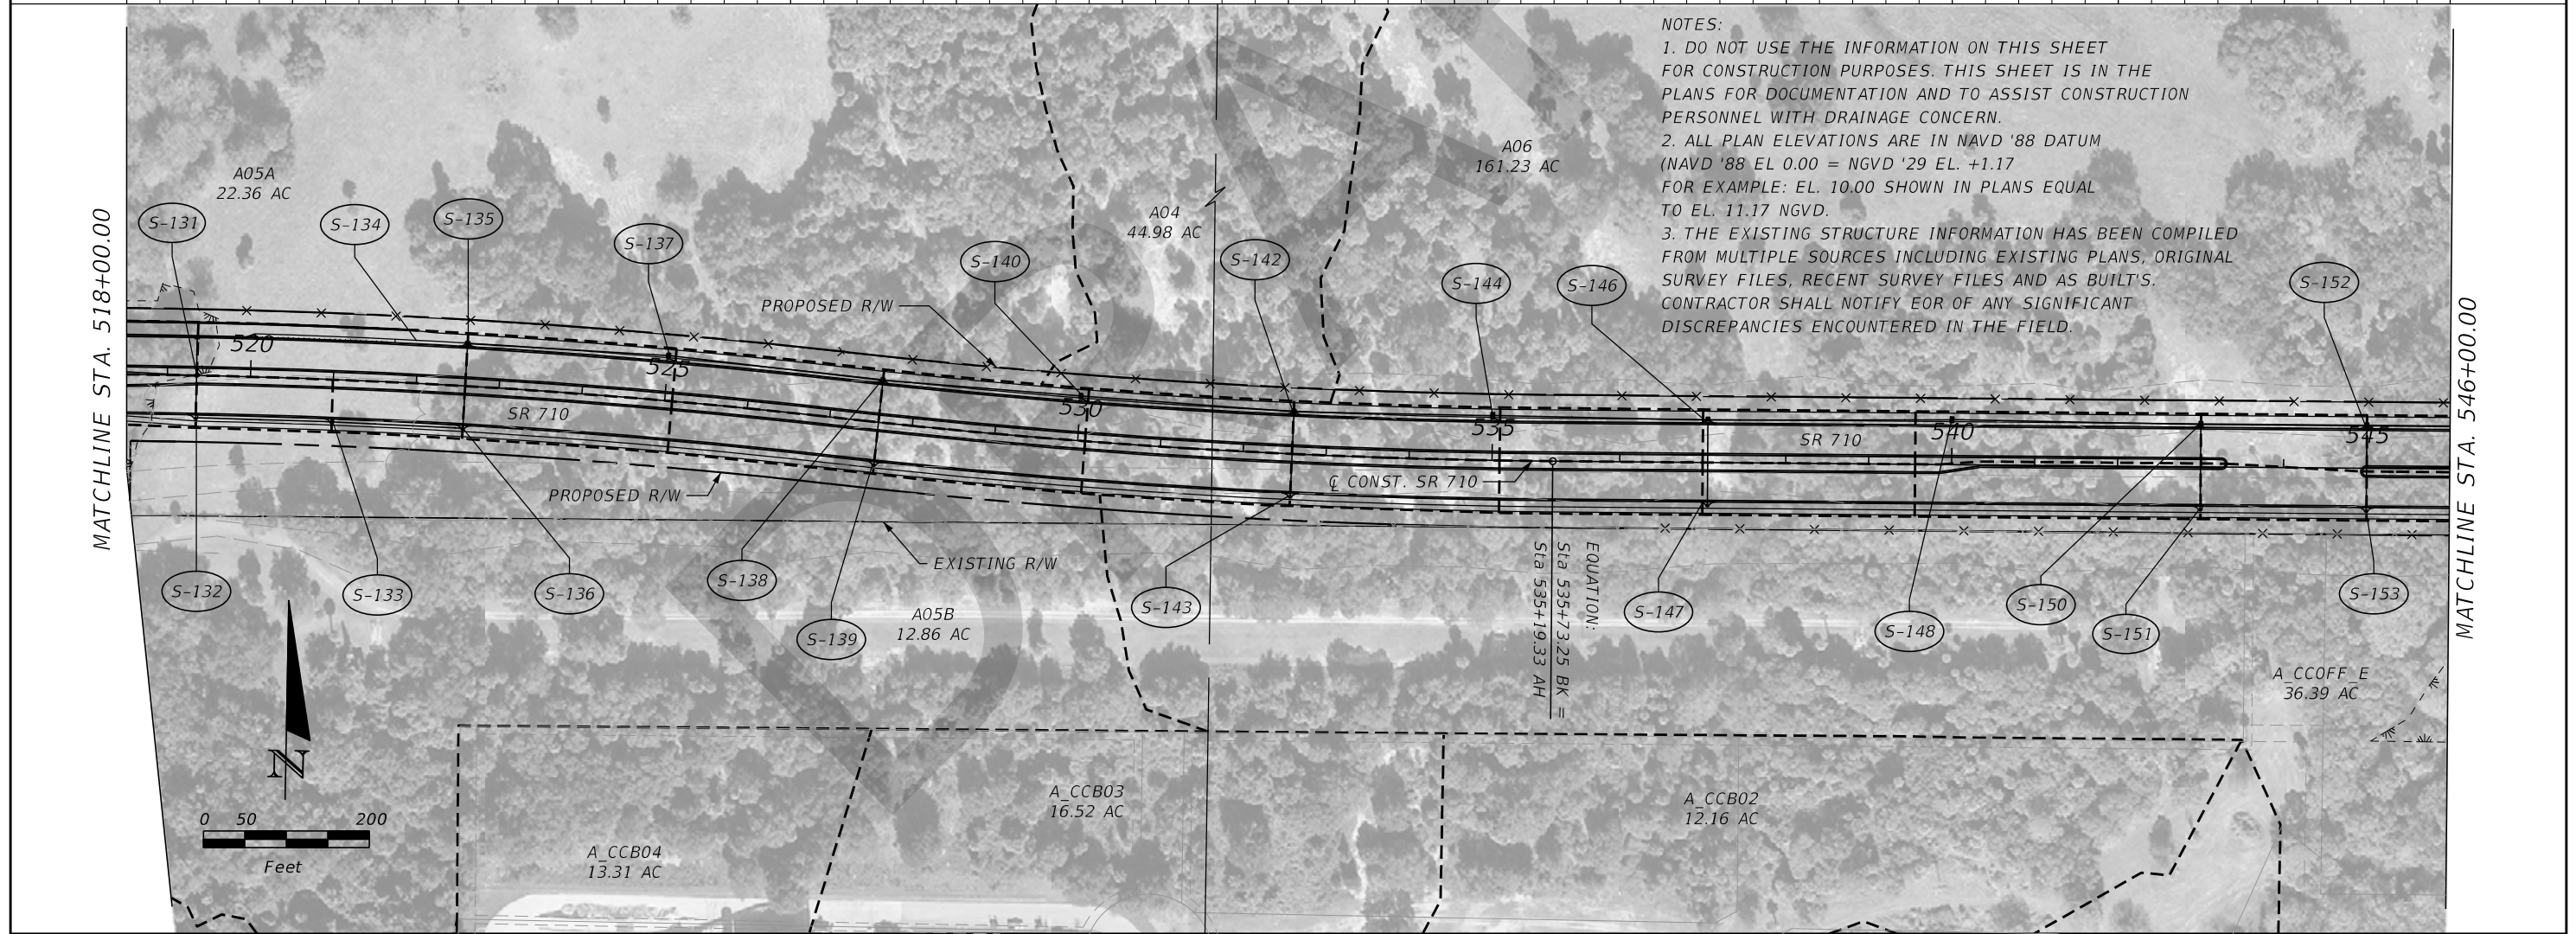 NOTES:
1. DO NOT USE THE INFORMATION ON THIS SHEET
FOR CONSTRUCTION PURPOSES. THIS SHEET IS IN THE
PLANS FOR DOCUMENTATION AND TO ASSIST CONSTRUCTION
PERSONNEL WITH DRAINAGE CONCERN.
2. ALL PLAN ELEVATIONS ARE IN NAVD '88 DATUM
(NAVD '88 EL 0.00 = NGVD '29 EL. +1.17
FOR EXAMPLE: EL. 10.00 SHOWN IN PLANS EQUAL
TO EL. 11.17 NGVD.
3. THE EXISTING STRUCTURE INFORMATION HAS BEEN COMPILED
FROM MULTIPLE SOURCES INCLUDING EXISTING PLANS, ORIGINAL
SURVEY FILES, RECENT SURVEY FILES AND AS BUILT'S.
CONTRACTOR SHALL NOTIFY EOR OF ANY SIGNIFICANT
DISCREPANCIES ENCOUNTERED IN THE FIELD.
MATCHLINE STA. 518+00.00
A05A
22.36 AC
A04
44.98 AC
A06
161.23 AC
S-131
S-134
S-135
S-137
S-140
S-142
S-144
S-146
S-152
PROPOSED R/W
520
525
530
535
540
545
SR 710
SR 710
PROPOSED R/W
℄ CONST. SR 710
EXISTING R/W
EQUATION:
Sta 535+73.25 BK =
Sta 535+19.33 AH
S-132
S-133
S-136
S-138
S-139
S-143
S-147
S-148
S-150
S-151
S-153
A05B
12.86 AC
A_CCOFF_E
36.39 AC
MATCHLINE STA. 546+00.00
N
0 50 200
Feet
A_CCB04
13.31 AC
A_CCB03
16.52 AC
A_CCB02
12.16 AC